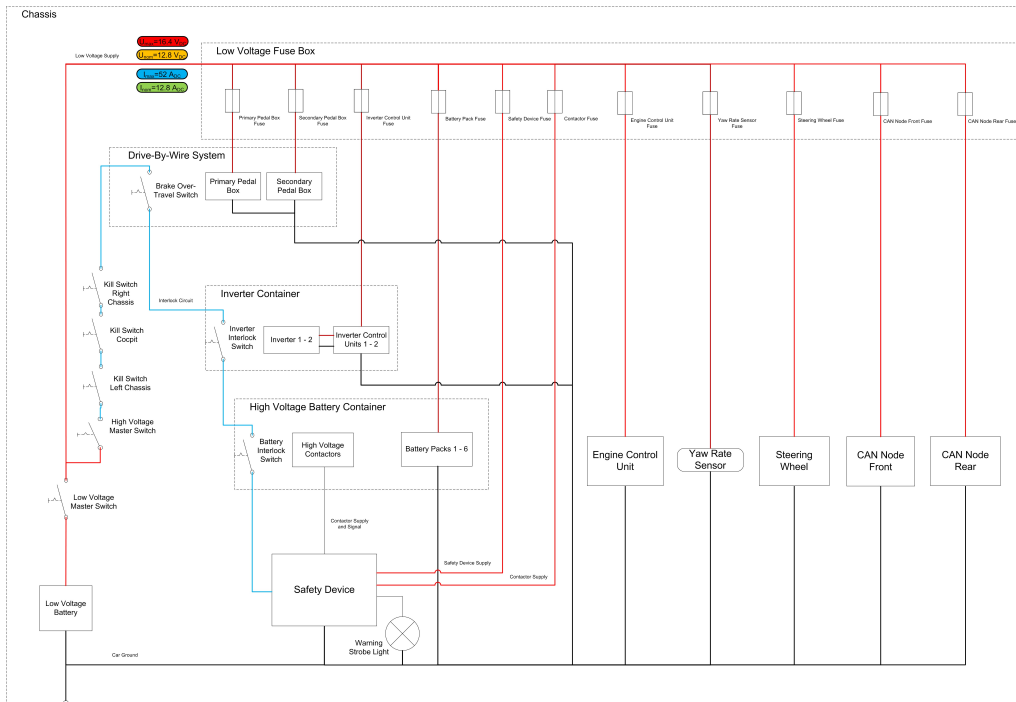 Chassis
Low Voltage Supply
=16.4 V
U =12.8 V DC
I =52 A DC
I =12.8 A DC
Low Voltage Fuse Box
Primary Pedal Box
Fuse
Secondary Pedal Box
Fuse
Inverter Control Unit
Fuse
Battery Pack Fuse
Safety Device Fuse
Contactor Fuse
Engine Control Unit
Fuse
Yaw Rate Sensor
Fuse
Steering Wheel Fuse
CAN Node Front Fuse
CAN Node Rear Fuse
Drive-By-Wire System
Brake Over-
Travel Switch
Primary Pedal
Box
Secondary
Pedal Box
Kill Switch
Right
Chassis
Interlock Circuit
Kill Switch
Cocpit
Kill Switch
Left Chassis
High Voltage
Master Switch
Low Voltage
Master Switch
Inverter Container
Inverter
Interlock
Switch
Inverter 1 - 2
Inverter Control
Units 1 - 2
High Voltage Battery Container
Battery
Interlock
Switch
High Voltage
Contactors
Battery Packs 1 - 6
Engine Control
Unit
Yaw Rate
Sensor
Steering
Wheel
CAN Node
Front
CAN Node
Rear
Contactor Supply
and Signal
Safety Device Supply
Contactor Supply
Safety Device
Low Voltage
Battery
Warning
Strobe Light
Car Ground